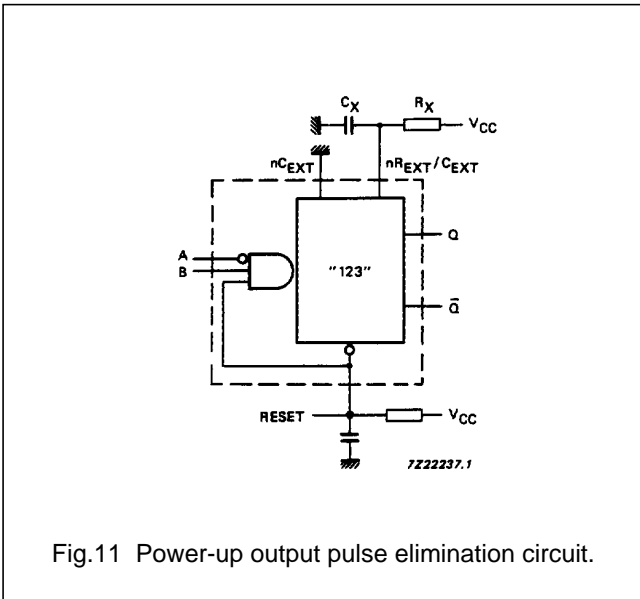 C_X R_X
V_CC
nC_EXT nR_EXT/C_EXT
Q
A
B
"123"
Q̄
RESET V_CC
7Z22237.1
Fig.11 Power-up output pulse elimination circuit.